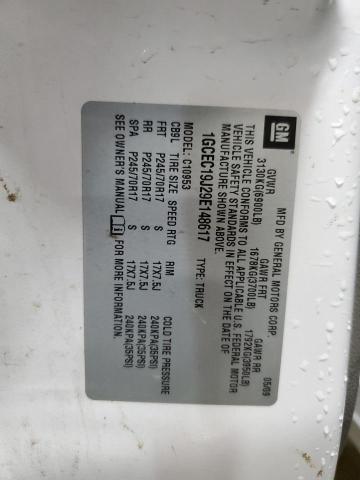 GM
MFD BY GENERAL MOTORS CORP. 05/09
GVWR GAWR FRT GAWR RR
3130KG(6900LB) 1678KG(3700LB) 1792KG(3950LB)
THIS VEHICLE CONFORMS TO ALL APPLICABLE U.S. FEDERAL MOTOR
VEHICLE SAFETY STANDARDS IN EFFECT ON THE DATE OF
MANUFACTURE SHOWN ABOVE.
1GCEC19J29E148617 TYPE: TRUCK
MODEL: C10953
CB9L TIRE SIZE SPEED RTG RIM COLD TIRE PRESSURE
FRT P245/70R17 S 17X7.5J 240KPA(35PSI)
RR P245/70R17 S 17X7.5J 240KPA(35PSI)
SPA P245/70R17 S 17X7.5J 240KPA(35PSI)
SEE OWNER'S MANUAL FOR MORE INFORMATION.